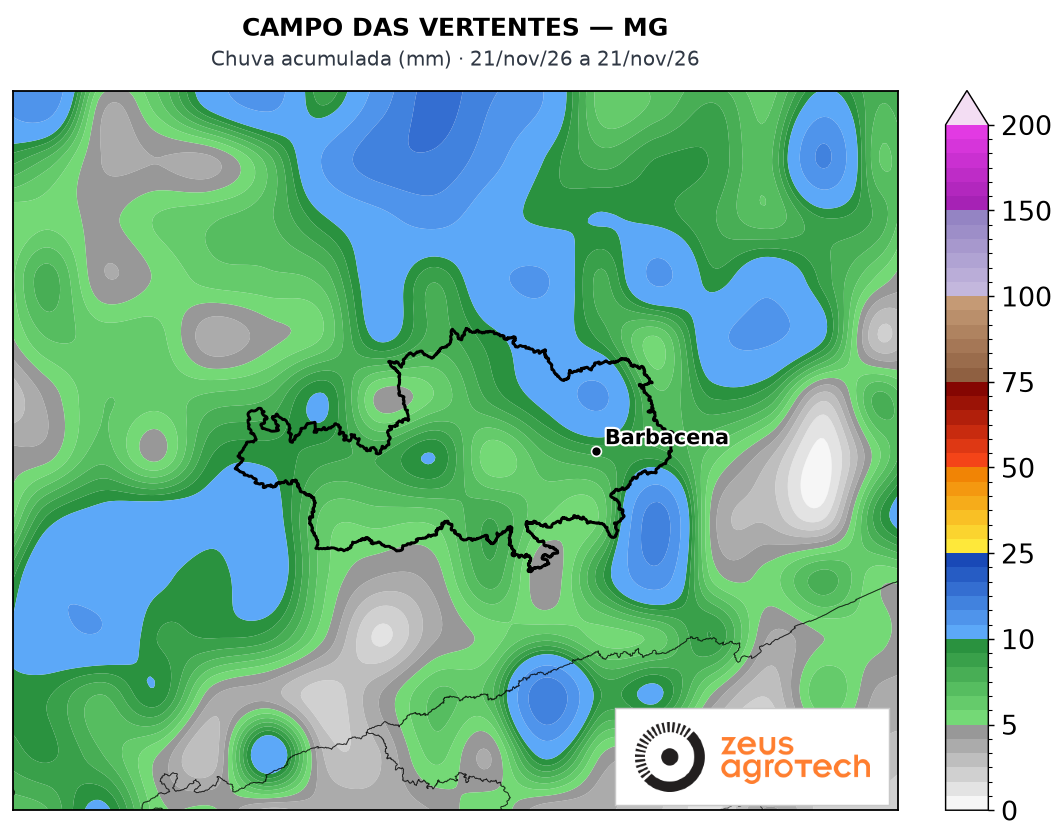 CAMPO DAS VERTENTES — MG
Chuva acumulada (mm) · 21/nov/26 a 21/nov/26
200
150
100
75
50
25
10
5
0
Barbacena
zeus
agrotech